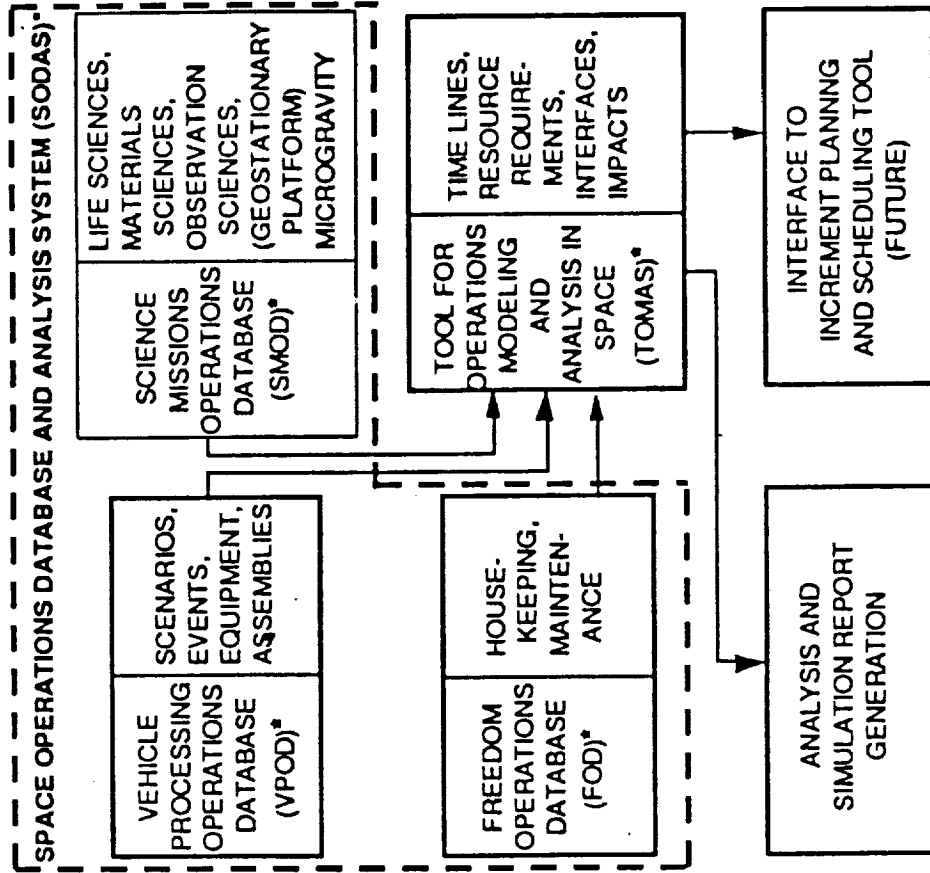 SPACE OPERATIONS DATABASE AND ANALYSIS SYSTEM (SODAS)*
VEHICLE
PROCESSING
OPERATIONS
DATABASE
(VPOD)*
SCENARIOS,
EVENTS,
EQUIPMENT,
ASSEMBLIES
SCIENCE
MISSIONS
OPERATIONS
DATABASE
(SMOD)*
LIFE SCIENCES,
MATERIALS
SCIENCES,
OBSERVATION
SCIENCES,
(GEOSTATIONARY
PLATFORM)
MICROGRAVITY
FREEDOM
OPERATIONS
DATABASE
(FOD)*
HOUSE-
KEEPING,
MAINTEN-
ANCE
TOOL FOR
OPERATIONS
MODELING
AND
ANALYSIS IN
SPACE
(TOMAS)*
TIME LINES,
RESOURCE
REQUIRE-
MENTS,
INTERFACES,
IMPACTS
ANALYSIS AND
SIMULATION REPORT
GENERATION
INTERFACE TO
INCREMENT PLANNNG
AND SCHEDULING TOOL
(FUTURE)